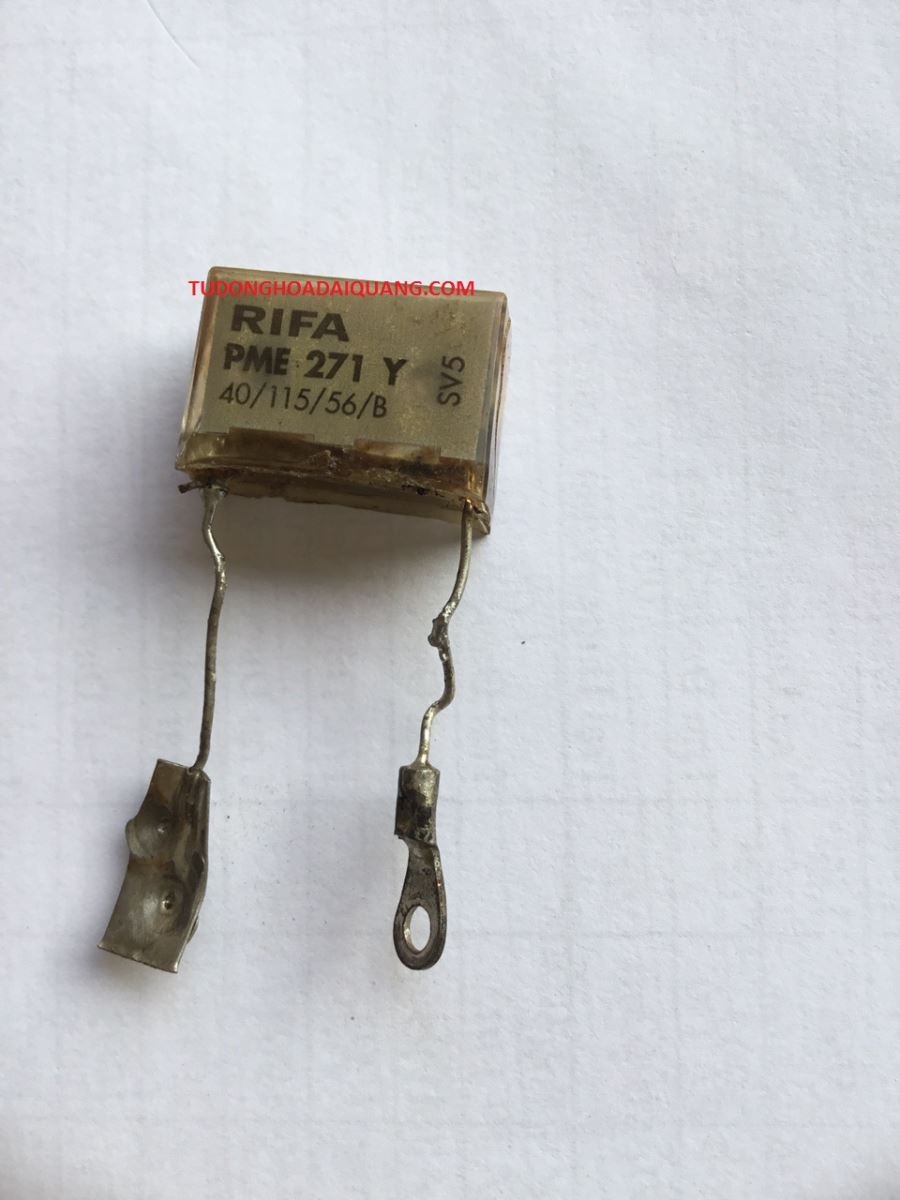 TUDONGHOADAIQUANG.COM
RIFA
PME 271 Y
40/115/56/B
SV5